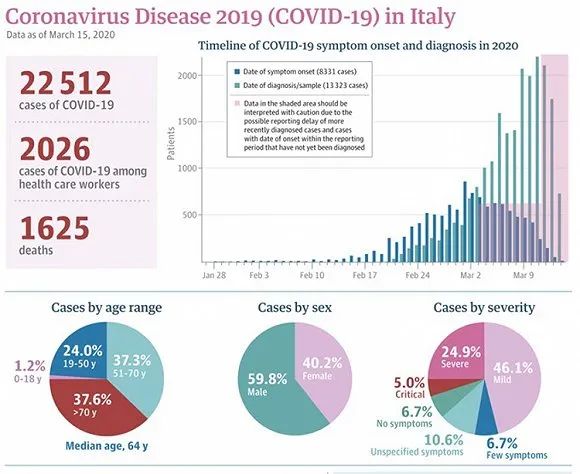 Coronavirus Disease 2019 (COVID-19) in Italy
Data as of March 15, 2020
22 512
cases of COVID-19
2026
cases of COVID-19 among
health care workers
1625
deaths
Timeline of COVID-19 symptom onset and diagnosis in 2020
Date of symptom onset (8331 cases)
Date of diagnosis/sample (13 323 cases)
Data in the shaded area should be
interpreted with caution due to the
possible reporting delay of more
recently diagnosed cases and cases
with date of onset within the reporting
period that have not yet been diagnosed
Patients
2000
1500
1000
500
Jan 28
Feb 3
Feb 10
Feb 17
Feb 24
Mar 2
Mar 9
Cases by age range
24.0%
19-50 y
37.3%
51-70 y
1.2%
0-18 y
37.6%
>70 y
Median age, 64 y
Cases by sex
40.2%
Female
59.8%
Male
Cases by severity
24.9%
Severe
46.1%
Mild
5.0%
Critical
6.7%
No symptoms
10.6%
Unspecified symptoms
6.7%
Few symptoms